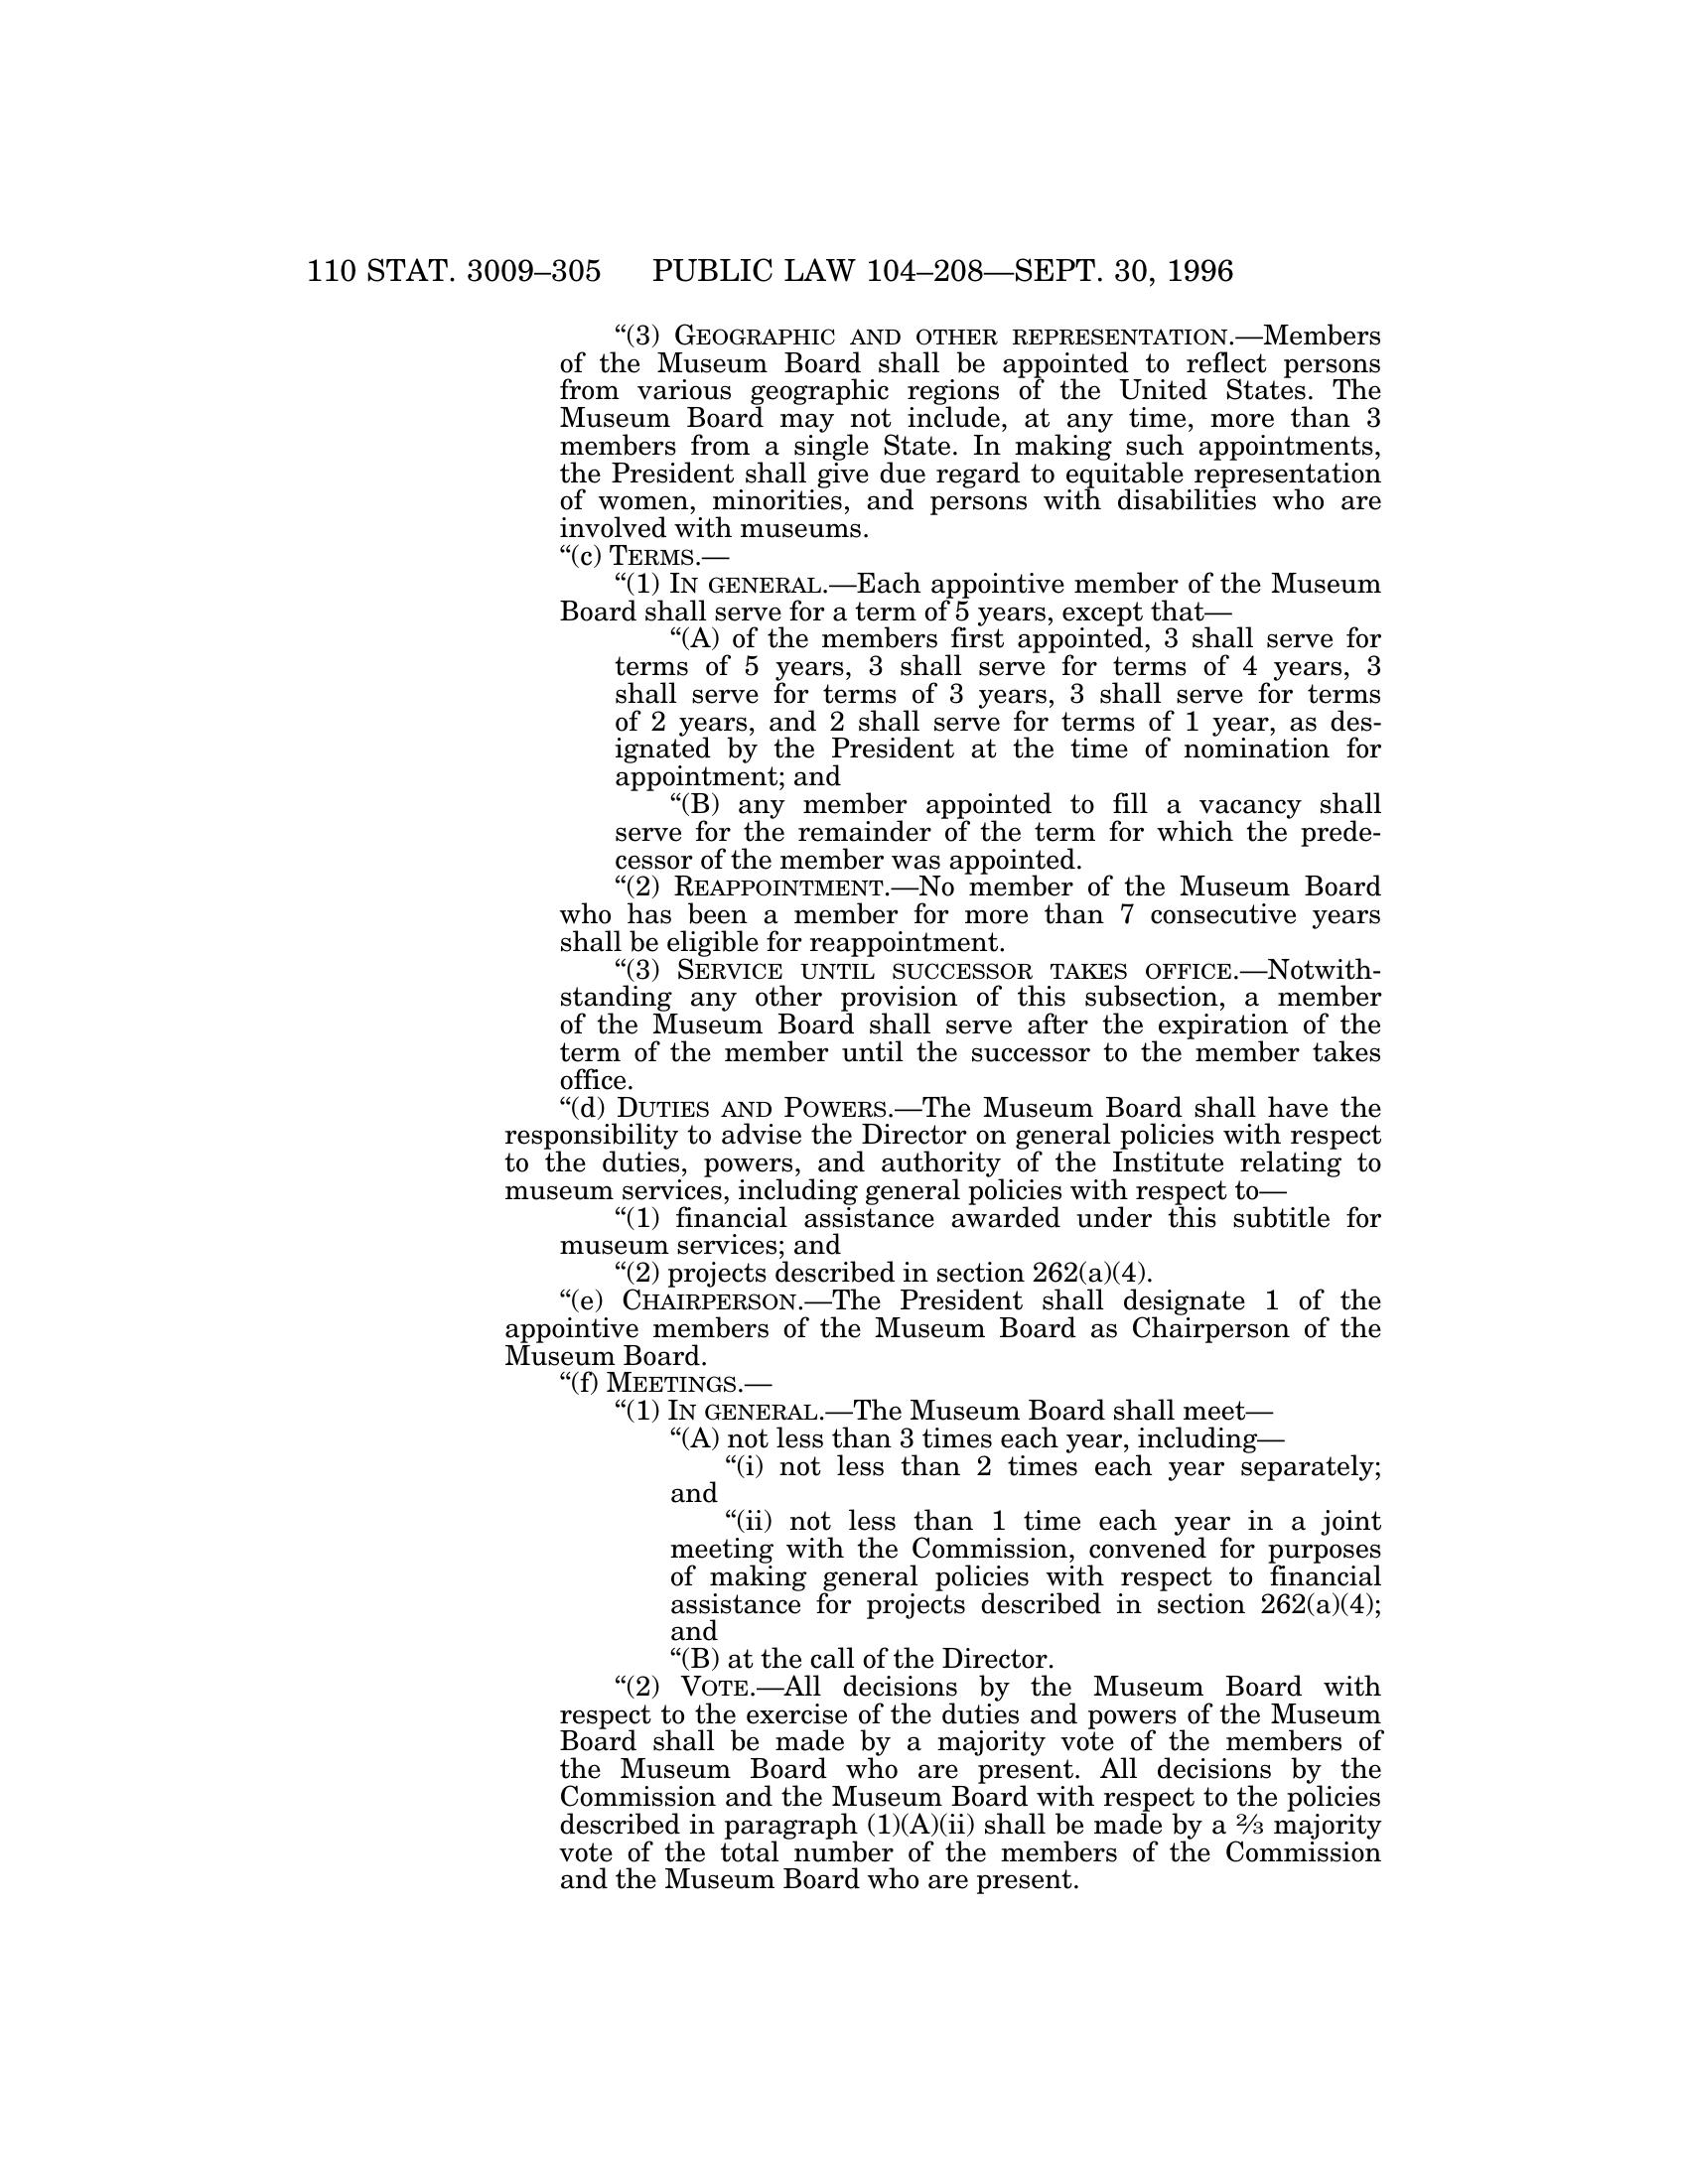 110 STAT. 3009–305 PUBLIC LAW 104–208—SEPT. 30, 1996
“(3) GEOGRAPHIC AND OTHER REPRESENTATION.—Members
of the Museum Board shall be appointed to reflect persons
from various geographic regions of the United States. The
Museum Board may not include, at any time, more than 3
members from a single State. In making such appointments,
the President shall give due regard to equitable representation
of women, minorities, and persons with disabilities who are
involved with museums.
“(c) TERMS.—
“(1) IN GENERAL.—Each appointive member of the Museum
Board shall serve for a term of 5 years, except that—
“(A) of the members first appointed, 3 shall serve for
terms of 5 years, 3 shall serve for terms of 4 years, 3
shall serve for terms of 3 years, 3 shall serve for terms
of 2 years, and 2 shall serve for terms of 1 year, as des-
ignated by the President at the time of nomination for
appointment; and
“(B) any member appointed to fill a vacancy shall
serve for the remainder of the term for which the prede-
cessor of the member was appointed.
“(2) REAPPOINTMENT.—No member of the Museum Board
who has been a member for more than 7 consecutive years
shall be eligible for reappointment.
“(3) SERVICE UNTIL SUCCESSOR TAKES OFFICE.—Notwith-
standing any other provision of this subsection, a member
of the Museum Board shall serve after the expiration of the
term of the member until the successor to the member takes
office.
“(d) DUTIES AND POWERS.—The Museum Board shall have the
responsibility to advise the Director on general policies with respect
to the duties, powers, and authority of the Institute relating to
museum services, including general policies with respect to—
“(1) financial assistance awarded under this subtitle for
museum services; and
“(2) projects described in section 262(a)(4).
“(e) CHAIRPERSON.—The President shall designate 1 of the
appointive members of the Museum Board as Chairperson of the
Museum Board.
“(f) MEETINGS.—
“(1) IN GENERAL.—The Museum Board shall meet—
“(A) not less than 3 times each year, including—
“(i) not less than 2 times each year separately;
and
“(ii) not less than 1 time each year in a joint
meeting with the Commission, convened for purposes
of making general policies with respect to financial
assistance for projects described in section 262(a)(4);
and
“(B) at the call of the Director.
“(2) VOTE.—All decisions by the Museum Board with
respect to the exercise of the duties and powers of the Museum
Board shall be made by a majority vote of the members of
the Museum Board who are present. All decisions by the
Commission and the Museum Board with respect to the policies
described in paragraph (1)(A)(ii) shall be made by a ⅔ majority
vote of the total number of the members of the Commission
and the Museum Board who are present.